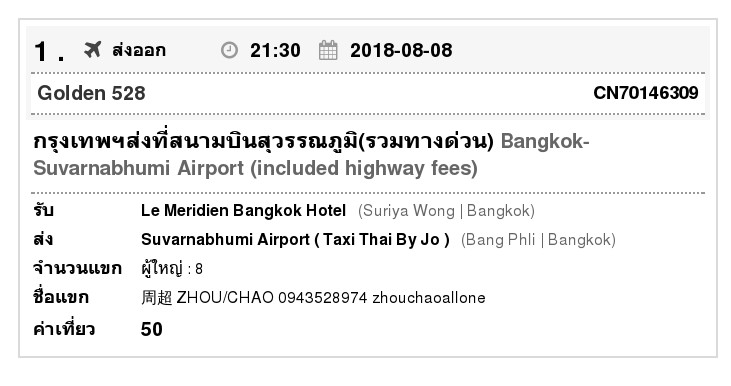 1 . ส่งออก 21:30 2018-08-08
Golden 528 CN70146309
กรุงเทพฯส่งที่สนามบินสุวรรณภูมิ(รวมทางด่วน) Bangkok-
Suvarnabhumi Airport (included highway fees)
รับ Le Meridien Bangkok Hotel (Suriya Wong | Bangkok)
ส่ง Suvarnabhumi Airport ( Taxi Thai By Jo ) (Bang Phli | Bangkok)
จำนวนแขก ผู้ใหญ่ : 8
ชื่อแขก 周超 ZHOU/CHAO 0943528974 zhouchaoallone
ค่าเที่ยว 50